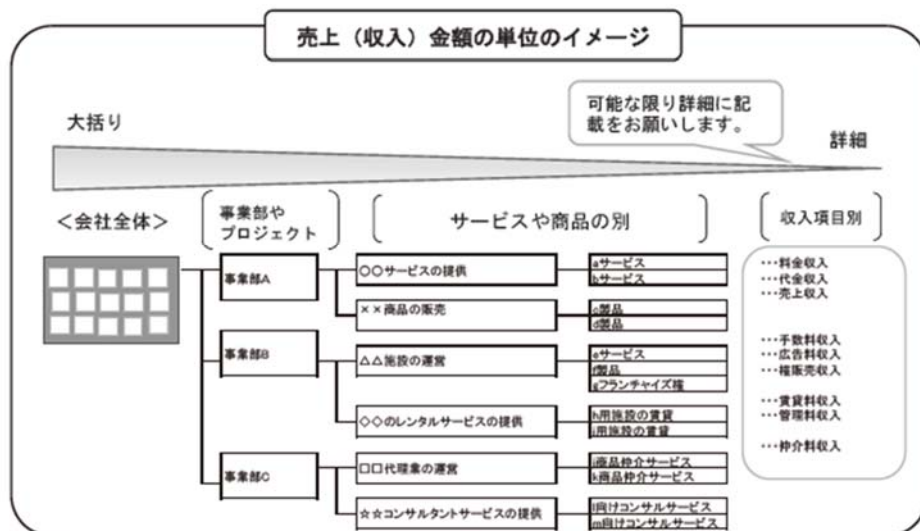 売上（収入）金額の単位のイメージ
可能な限り詳細に記
載をお願いします。
大括り
詳細
＜会社全体＞
事業部や
プロジェクト
サービスや商品の別
収入項目別
事業部A
○○サービスの提供
aサービス
bサービス
××商品の販売
c製品
d製品
事業部B
△△施設の運営
eサービス
f製品
gフランチャイズ権
◇◇のレンタルサービスの提供
h用施設の賃貸
i用施設の賃貸
事業部C
□□代理業の運営
j商品仲介サービス
k商品仲介サービス
☆☆コンサルタントサービスの提供
l向けコンサルサービス
m向けコンサルサービス
･･･料金収入
･･･代金収入
･･･売上収入
･･･手数料収入
･･･広告料収入
･･･権販売収入
･･･賃貸料収入
･･･管理料収入
･･･仲介料収入